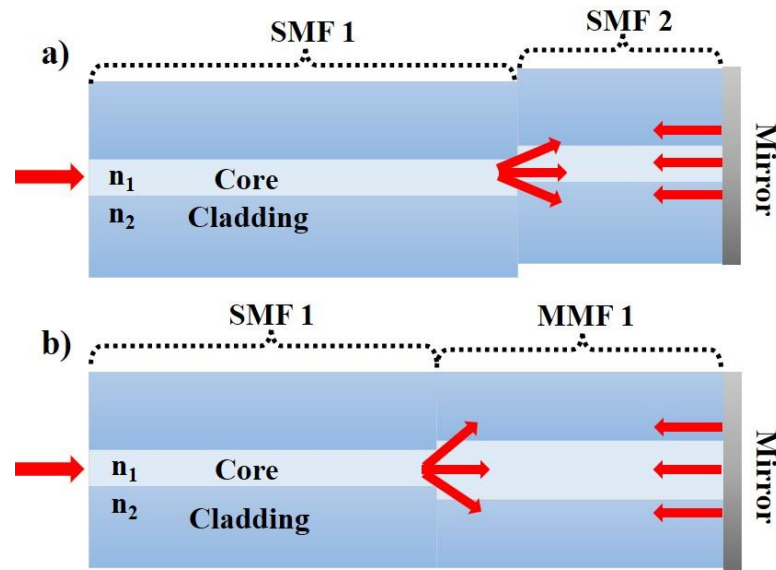 a)
SMF 1
SMF 2
n₁ Core
n₂ Cladding
Mirror
b)
SMF 1
MMF 1
n₁ Core
n₂ Cladding
Mirror